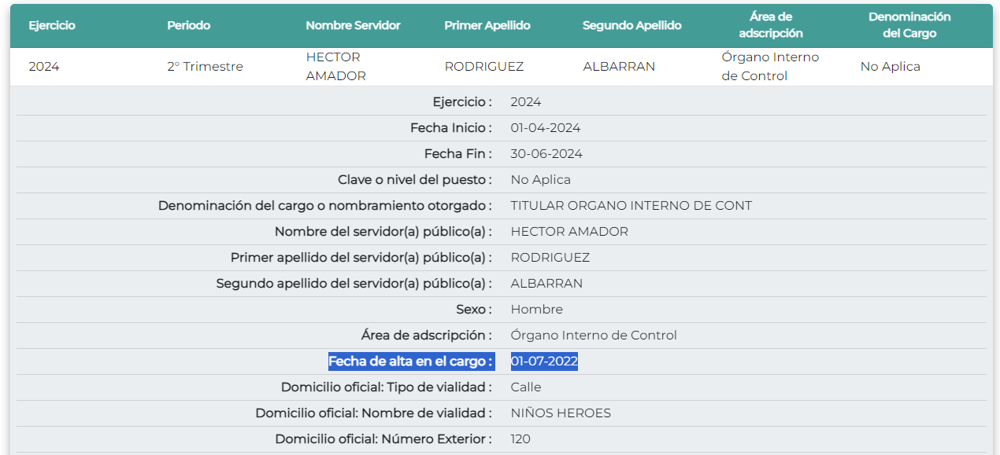 Ejercicio Periodo Nombre Servidor Primer Apellido Segundo Apellido Área de adscripción Denominación del Cargo
2024 2° Trimestre HECTOR AMADOR RODRIGUEZ ALBARRAN Órgano Interno de Control No Aplica
Ejercicio : 2024
Fecha Inicio : 01-04-2024
Fecha Fin : 30-06-2024
Clave o nivel del puesto : No Aplica
Denominación del cargo o nombramiento otorgado : TITULAR ORGANO INTERNO DE CONT
Nombre del servidor(a) público(a) : HECTOR AMADOR
Primer apellido del servidor(a) público(a) : RODRIGUEZ
Segundo apellido del servidor(a) público(a) : ALBARRAN
Sexo : Hombre
Área de adscripción : Órgano Interno de Control
Fecha de alta en el cargo : 01-07-2022
Domicilio oficial: Tipo de vialidad : Calle
Domicilio oficial: Nombre de vialidad : NIÑOS HEROES
Domicilio oficial: Número Exterior : 120